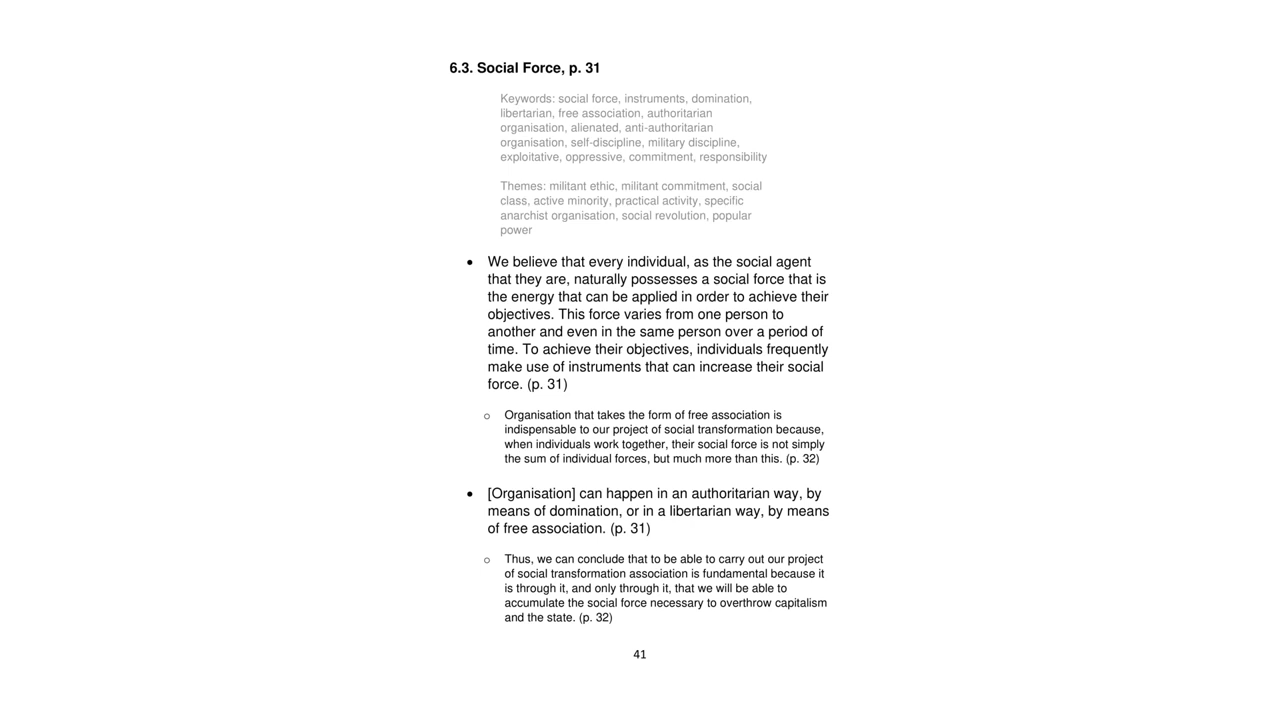 6.3. Social Force, p. 31
Keywords: social force, instruments, domination,
libertarian, free association, authoritarian
organisation, alienated, anti-authoritarian
organisation, self-discipline, military discipline,
exploitative, oppressive, commitment, responsibility
Themes: militant ethic, militant commitment, social
class, active minority, practical activity, specific
anarchist organisation, social revolution, popular
power
• We believe that every individual, as the social agent
that they are, naturally possesses a social force that is
the energy that can be applied in order to achieve their
objectives. This force varies from one person to
another and even in the same person over a period of
time. To achieve their objectives, individuals frequently
make use of instruments that can increase their social
force. (p. 31)
o Organisation that takes the form of free association is
indispensable to our project of social transformation because,
when individuals work together, their social force is not simply
the sum of individual forces, but much more than this. (p. 32)
• [Organisation] can happen in an authoritarian way, by
means of domination, or in a libertarian way, by means
of free association. (p. 31)
o Thus, we can conclude that to be able to carry out our project
of social transformation association is fundamental because it
is through it, and only through it, that we will be able to
accumulate the social force necessary to overthrow capitalism
and the state. (p. 32)
41